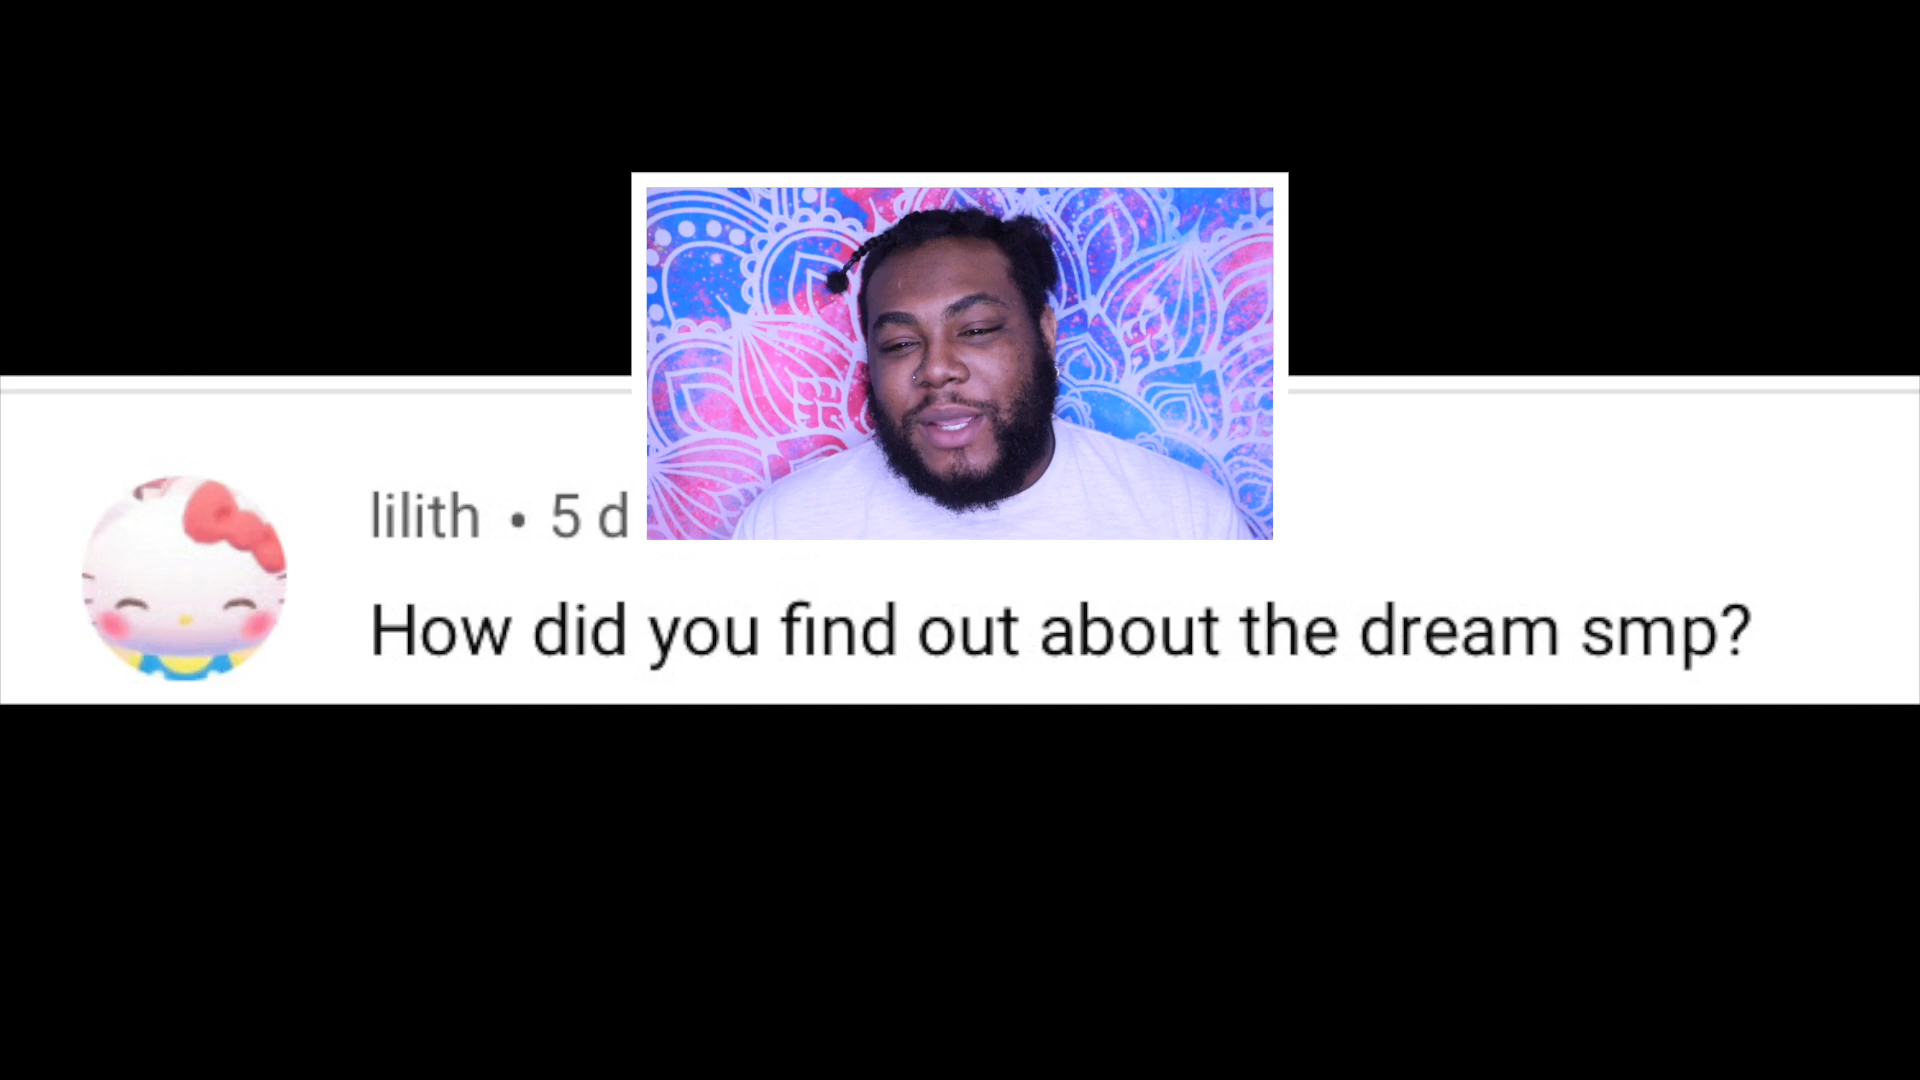 lilith • 5 d
How did you find out about the dream smp?